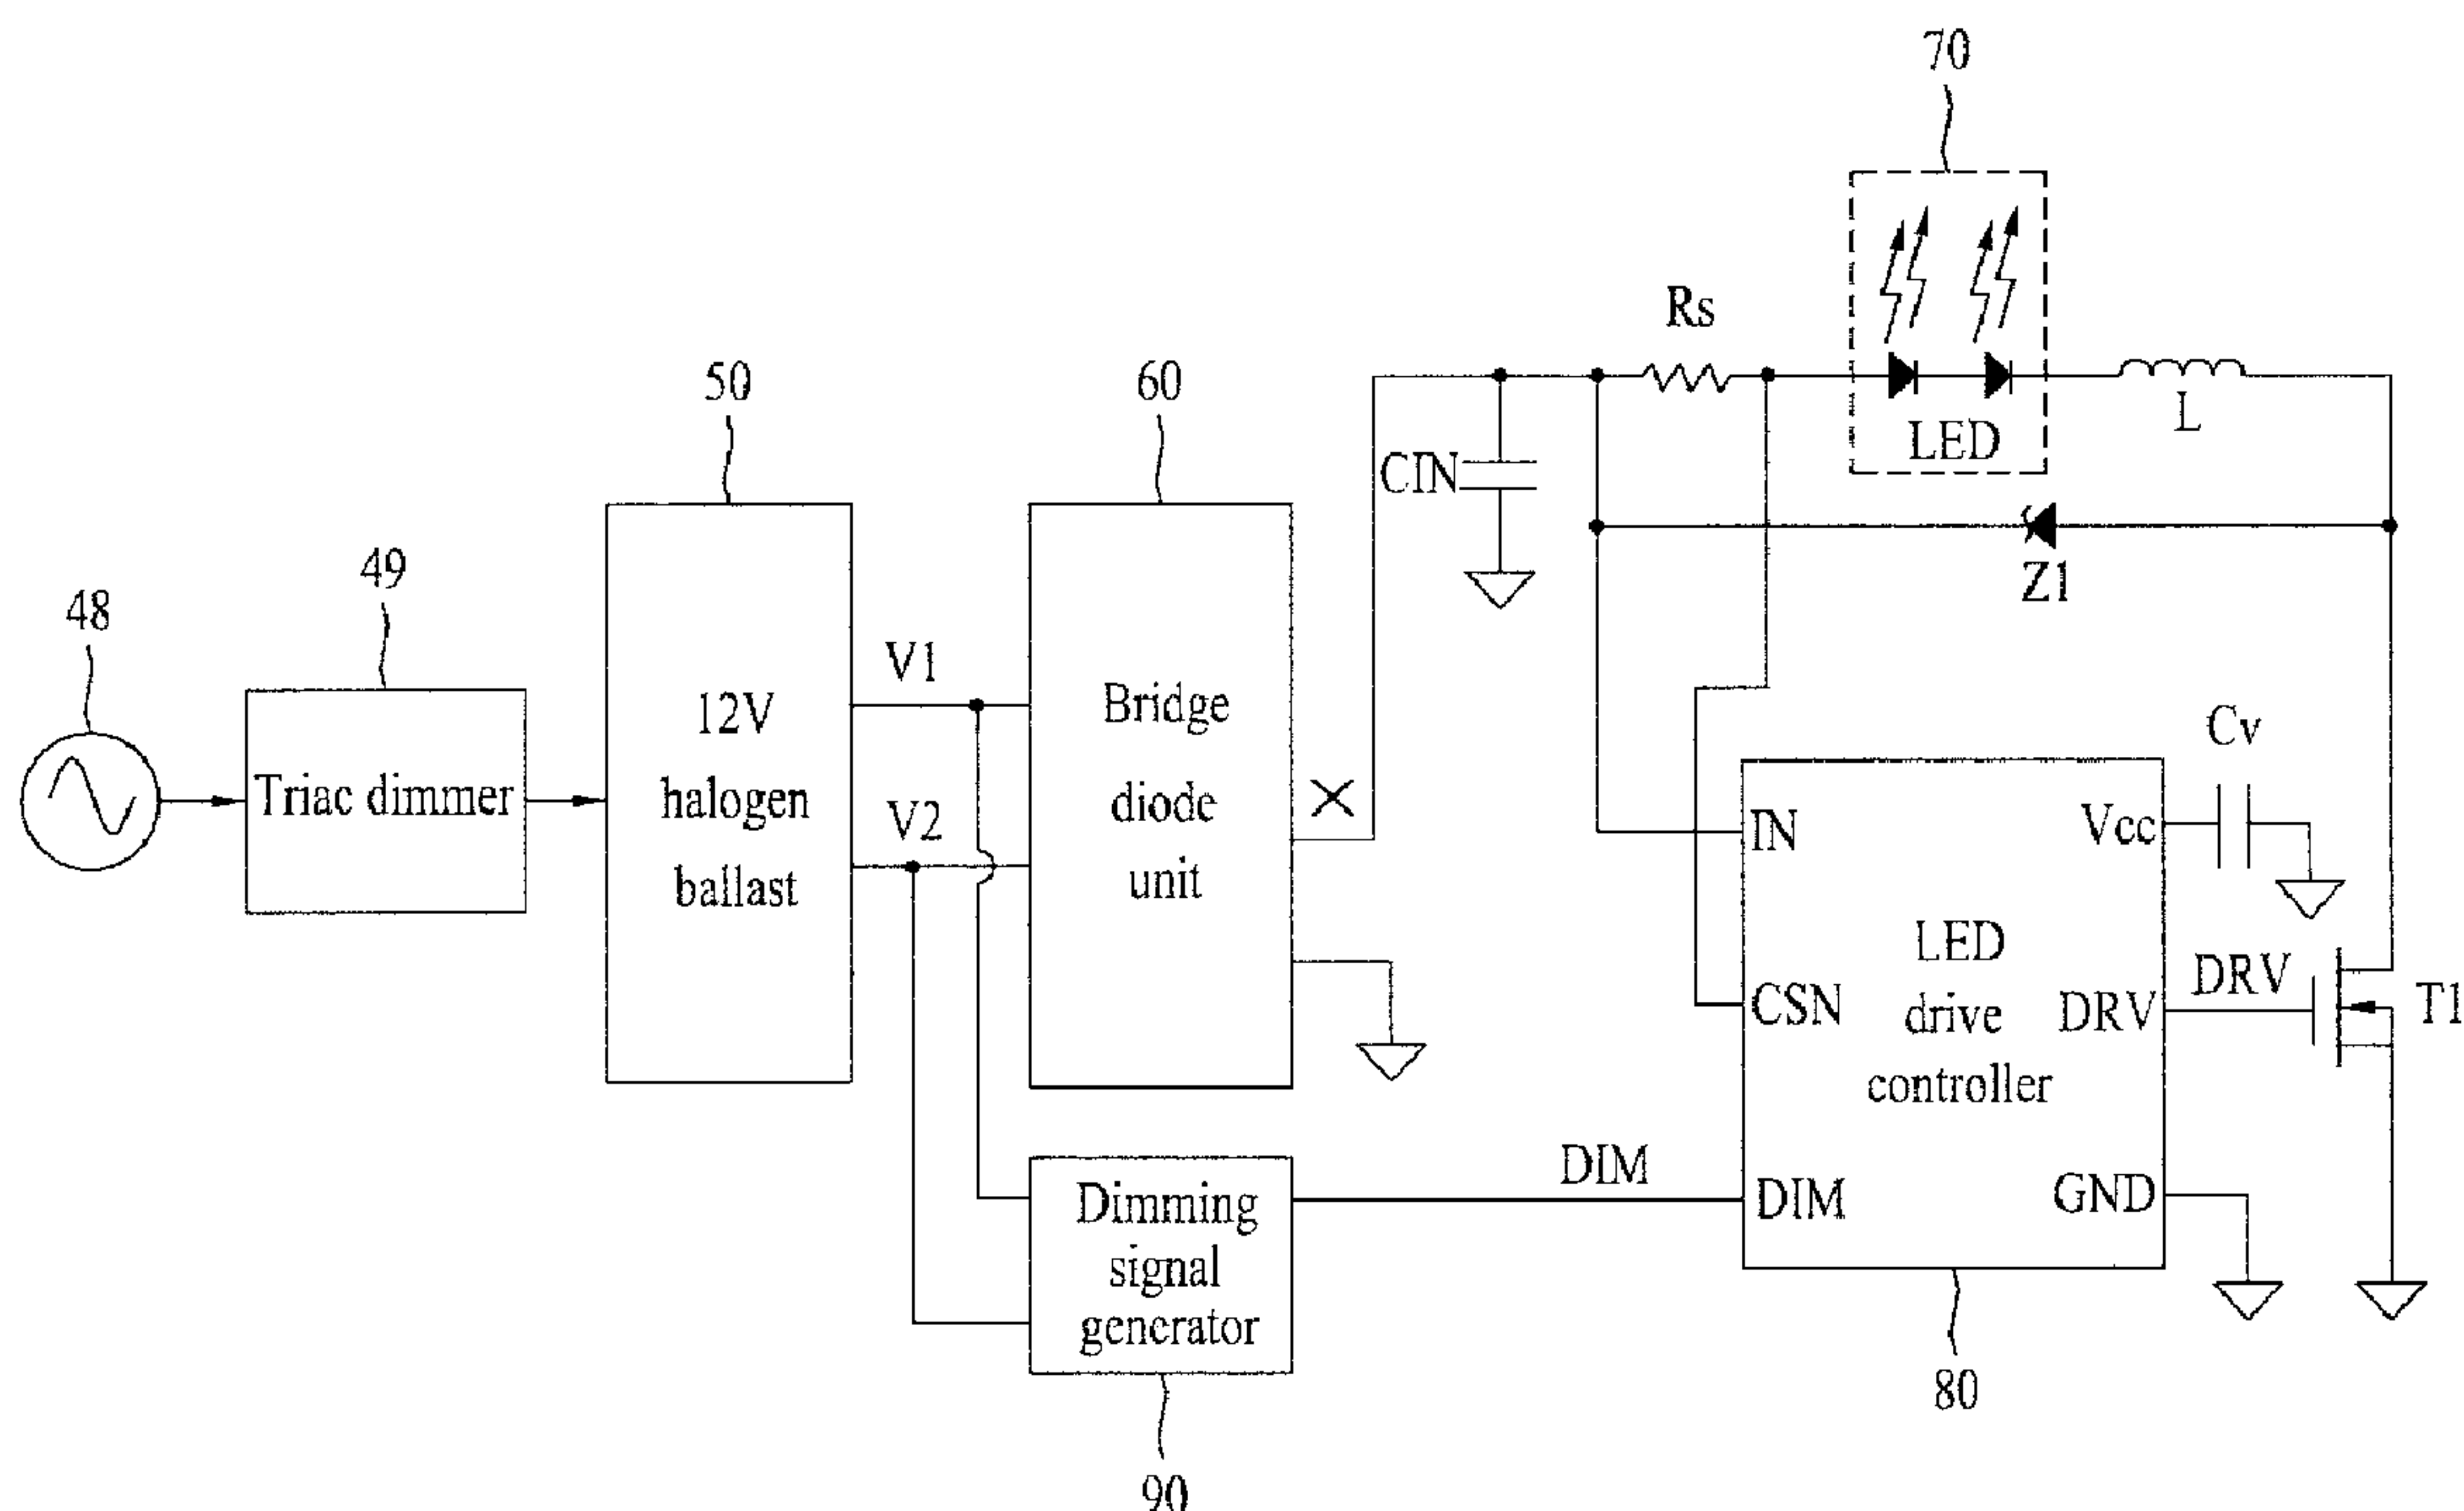 70
Rs
LED
L
CIN
Z1
50
60
49
48
V1
V2
12V
halogen
ballast
Bridge
diode
unit
X
Triac dimmer
Cv
IN
Vcc
CSN
LED
drive
controller
DRV
DRV
T1
DIM
DIM
GND
Dimming
signal
generator
80
90